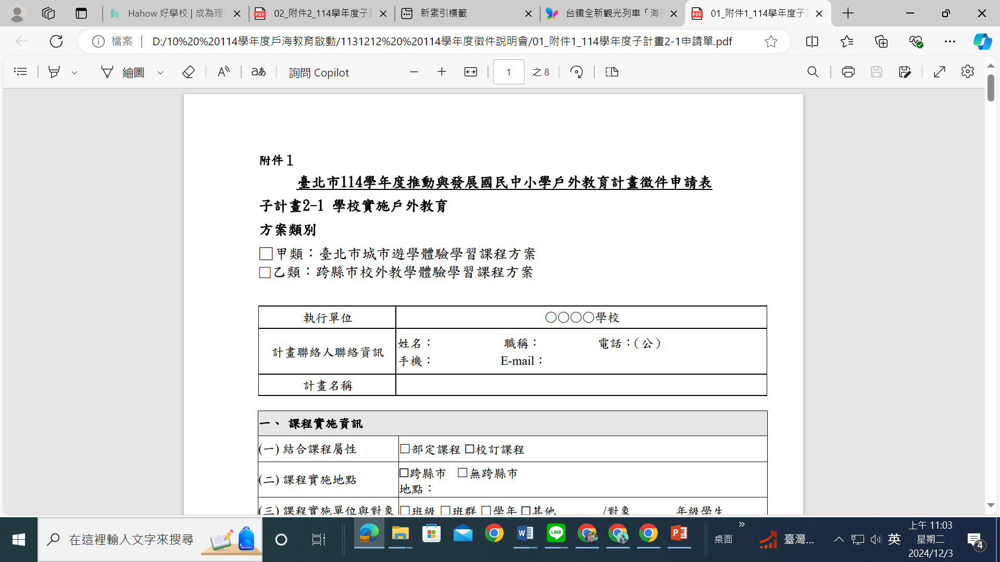 Hahow 好學校 | 成為理
02_附件2_114學年度子
新索引標籤
台鐵全新觀光列車「海
01_附件1_114學年度子
檔案
D:/10%20%20114學年度戶海教育啟動/1131212%20%20114學年度徵件說明會/01_附件1_114學年度子計畫2-1申請單.pdf
繪圖
aあ
詢問 Copilot
1
之 8
附件1
臺北市114學年度推動與發展國民中小學戶外教育計畫徵件申請表
子計畫2-1 學校實施戶外教育
方案類別
□甲類：臺北市城市遊學體驗學習課程方案
□乙類：跨縣市校外教學體驗學習課程方案
執行單位
○○○○學校
計畫聯絡人聯絡資訊
姓名： 職稱： 電話：(公)
手機： E-mail：
計畫名稱
一、 課程實施資訊
(一) 結合課程屬性
□部定課程 □校訂課程
(二) 課程實施地點
□跨縣市 □無跨縣市
地點：
(三) 課程實施單位與對象
□班級 □班群 □學年 □其他 /對象 年級學生
在這裡輸入文字來搜尋
LINE
桌面
臺灣...
英
上午 11:03
星期二
2024/12/3
4